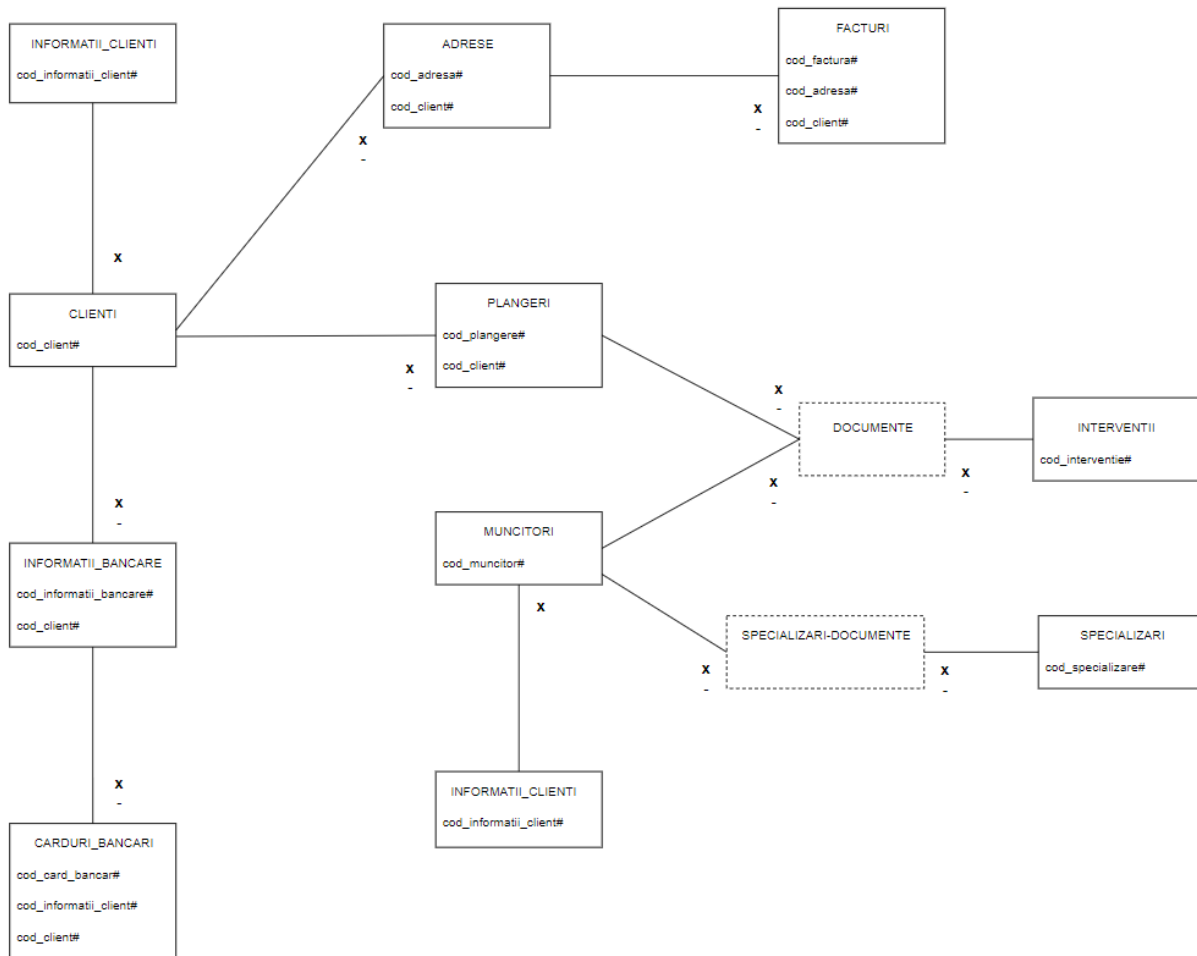 INFORMATII_CLIENTI
cod_informatii_client#
ADRESE
cod_adresa#
cod_client#
x
-
FACTURI
cod_factura#
cod_adresa#
cod_client#
x
-
x
CLIENTI
cod_client#
PLANGERI
cod_plangere#
cod_client#
x
-
x
-
DOCUMENTE
x
-
x
-
INTERVENTII
cod_interventie#
x
-
INFORMATII_BANCARE
cod_informatii_bancare#
cod_client#
MUNCITORI
cod_muncitor#
x
SPECIALIZARI-DOCUMENTE
x
-
x
-
SPECIALIZARI
cod_specializare#
x
-
CARDURI_BANCARI
cod_card_bancar#
cod_informatii_client#
cod_client#
INFORMATII_CLIENTI
cod_informatii_client#